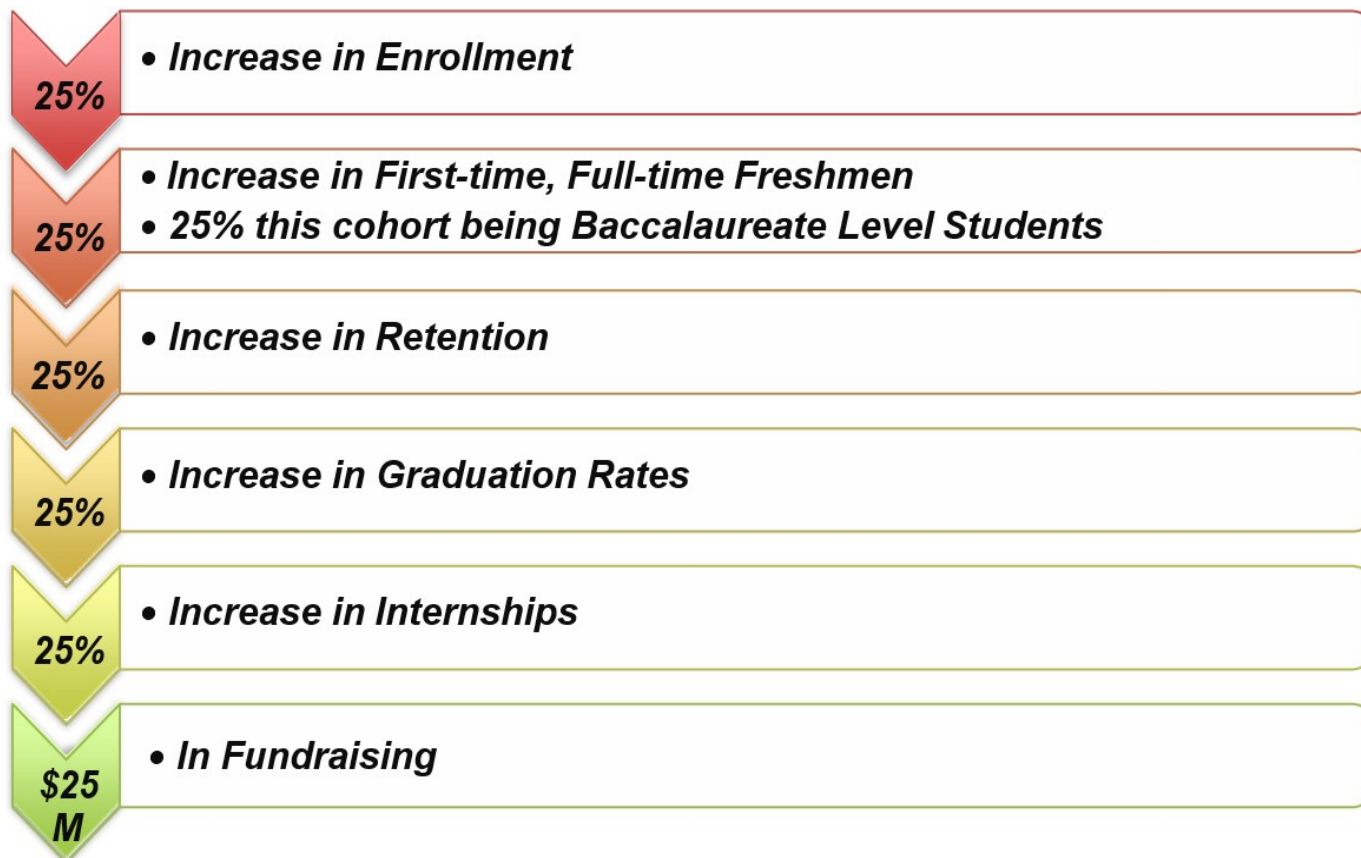 25%
• Increase in Enrollment
25%
• Increase in First-time, Full-time Freshmen
• 25% this cohort being Baccalaureate Level Students
25%
• Increase in Retention
25%
• Increase in Graduation Rates
25%
• Increase in Internships
$25
M
• In Fundraising